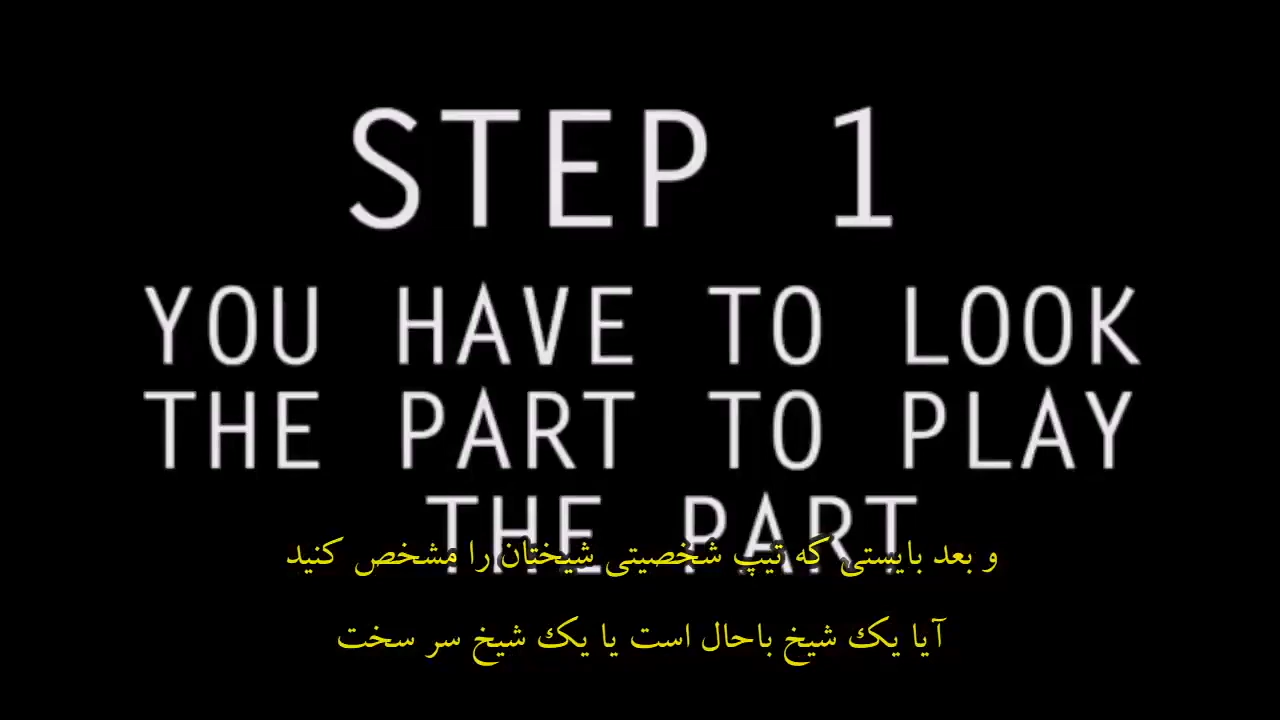 STEP 1
YOU HAVE TO LOOK
THE PART TO PLAY
THE PART
و بعد بایستی که تیپ شخصیتی شیختان را مشخص کنید
آیا یک شیخ باحال است یا یک شیخ سر سخت